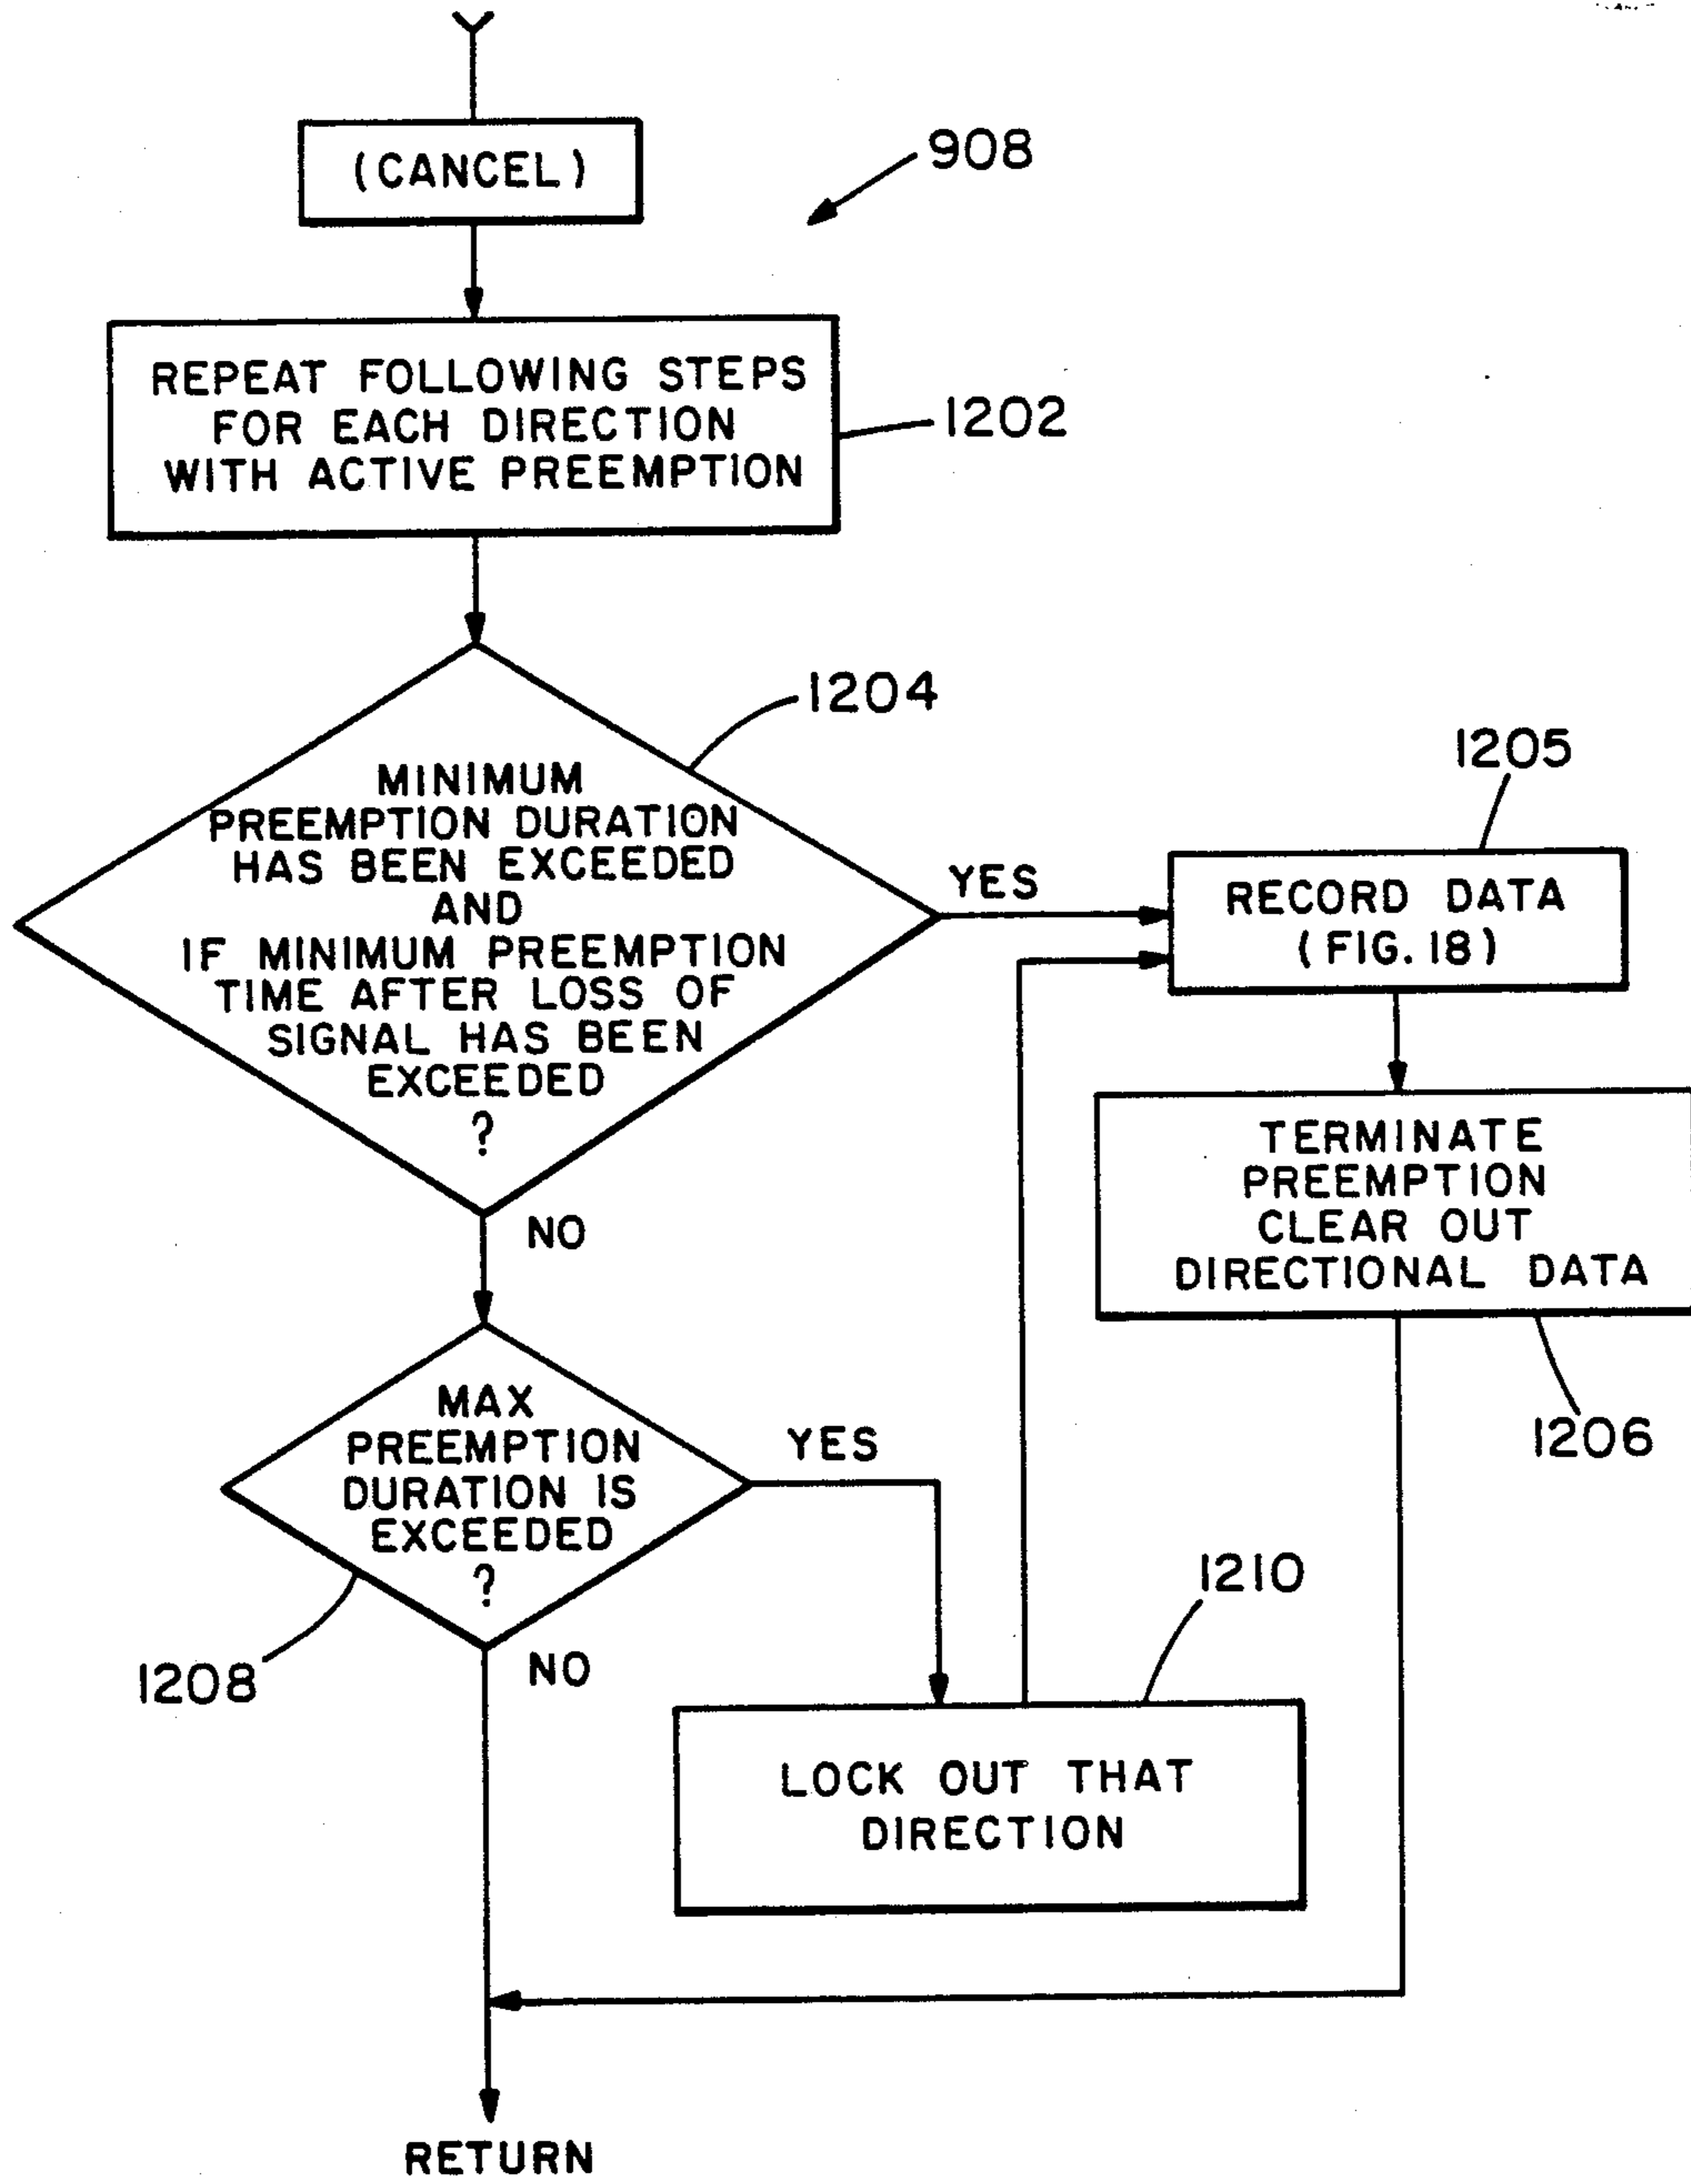 (CANCEL)
908
REPEAT FOLLOWING STEPS
FOR EACH DIRECTION
WITH ACTIVE PREEMPTION
1202
1204
MINIMUM
PREEMPTION DURATION
HAS BEEN EXCEEDED
AND
IF MINIMUM PREEMPTION
TIME AFTER LOSS OF
SIGNAL HAS BEEN
EXCEEDED
?
YES
1205
RECORD DATA
(FIG. 18)
TERMINATE
PREEMPTION
CLEAR OUT
DIRECTIONAL DATA
1206
NO
MAX
PREEMPTION
DURATION IS
EXCEEDED
?
YES
1208
NO
1210
LOCK OUT THAT
DIRECTION
RETURN